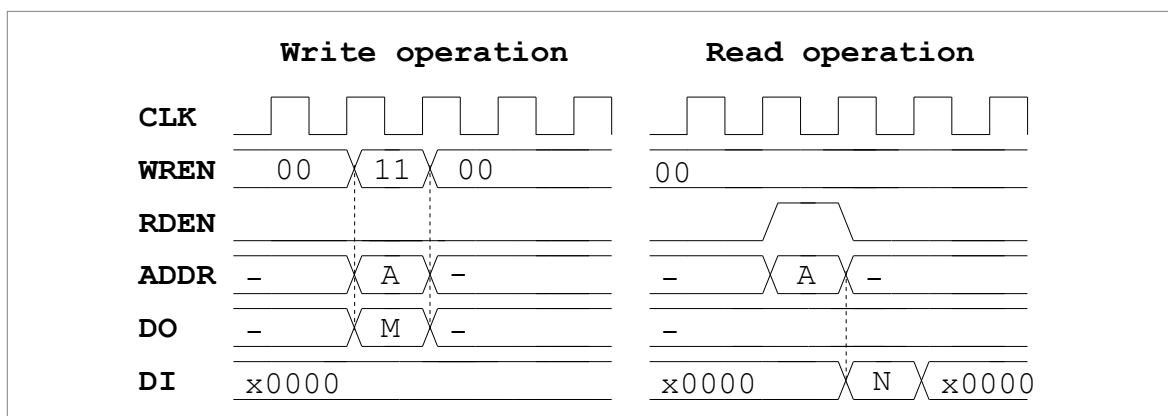 Write operation Read operation
CLK
WREN 00 11 00 00
RDEN
ADDR - A - - A -
DO - M - -
DI x0000 x0000 N x0000